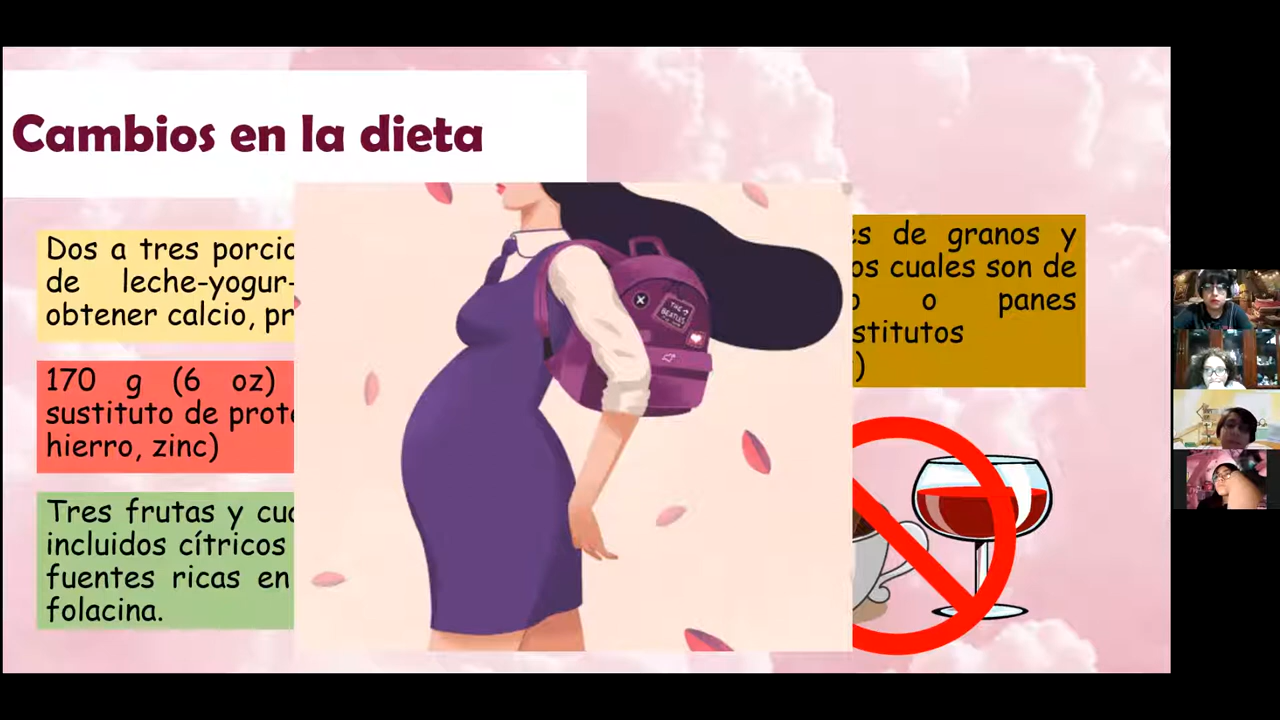 Cambios en la dieta
Dos a tres porcio
de leche-yogur-
obtener calcio, pr
170 g (6 oz)
sustituto de prote
hierro, zinc)
Tres frutas y cua
incluidos cítricos
fuentes ricas en
folacina.
es de granos y
os cuales son de
o o panes
stitutos
)
THE
BEATLES